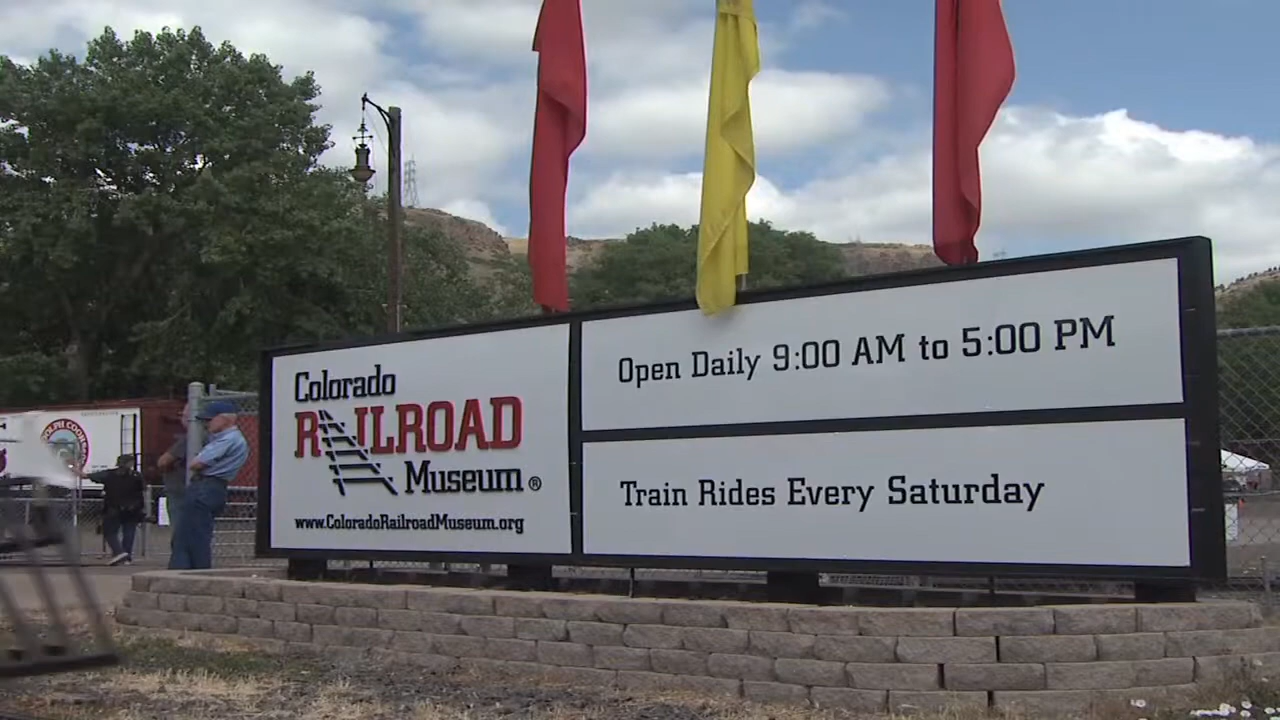 Colorado
RAILROAD
Museum®
www.ColoradoRailroadMuseum.org
Open Daily 9:00 AM to 5:00 PM
Train Rides Every Saturday